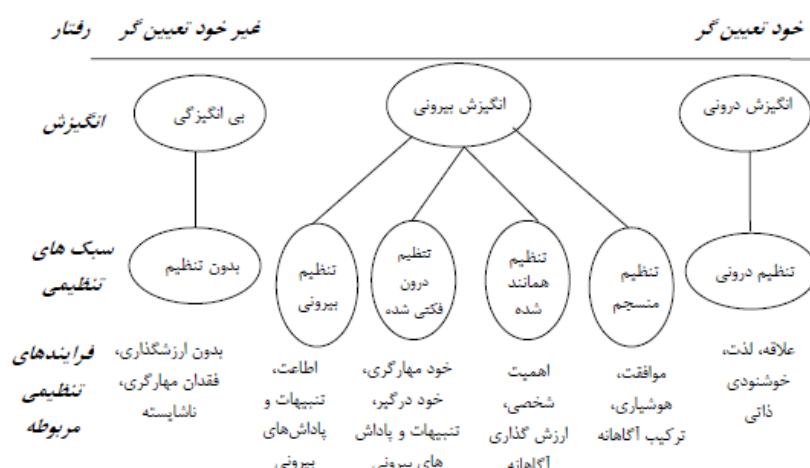 رفتار
غیر خود تعیین گر
خود تعیین گر
انگیزش
بی انگیزگی
انگیزش بیرونی
انگیزش درونی
سبک های
تنظیمی
بدون تنظیم
تنظیم
بیرونی
تتظیم
درون
فکتی شده
تنظیم
همانند
شده
تنظیم
منسجم
تنظیم درونی
فرایندهای
تنظیمی
مربوطه
بدون ارزشگذاری،
فقدان مهارگری،
ناشایسته
اطاعت،
تنبیهات و
پاداش‌های
بیرونی
خود مهارگری،
خود درگیر،
تنبیهات و پاداش
های بیرونی
اهمیت
شخصی،
ارزش گذاری
آگاهانه
موافقت،
هوشیاری،
ترکیب آگاهانه
علاقه، لذت،
خوشنودی
ذاتی